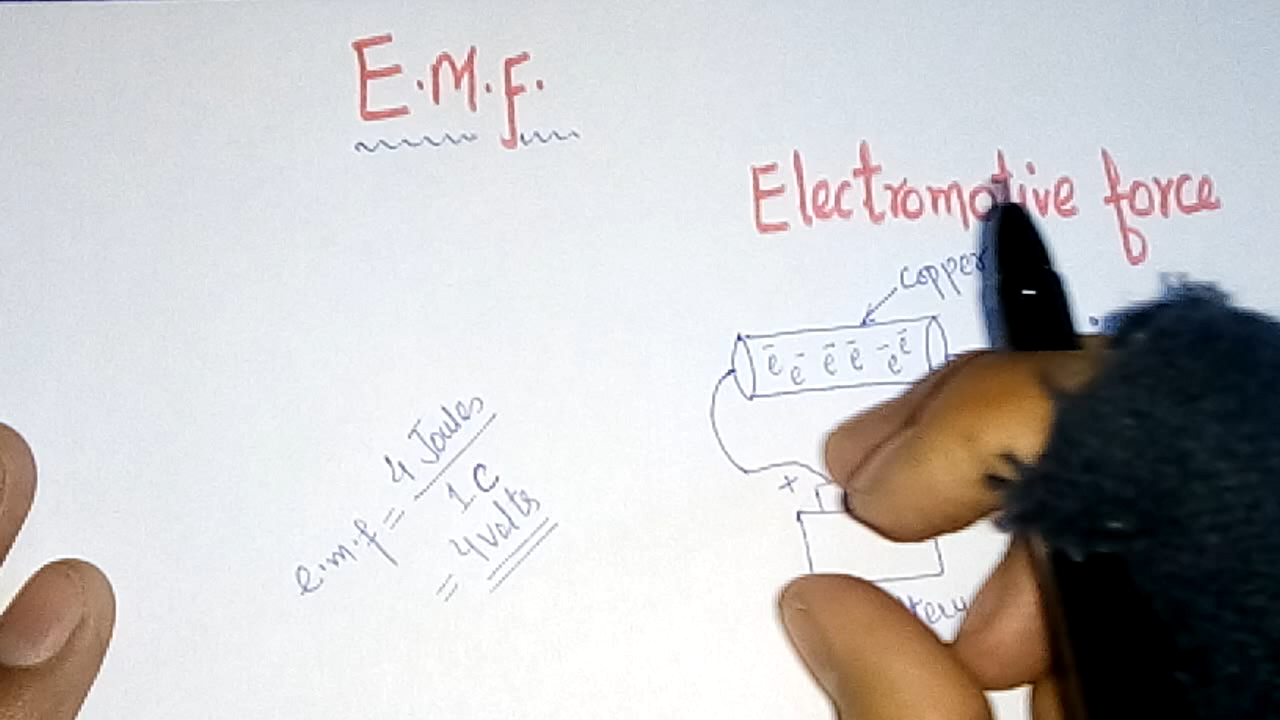 E.M.f.
Electromotive force
copper
e⁻ e⁻ e⁻ e⁻ e⁻ e⁻
+
e.m.f = 4 Joules
1 C
= 4 volts